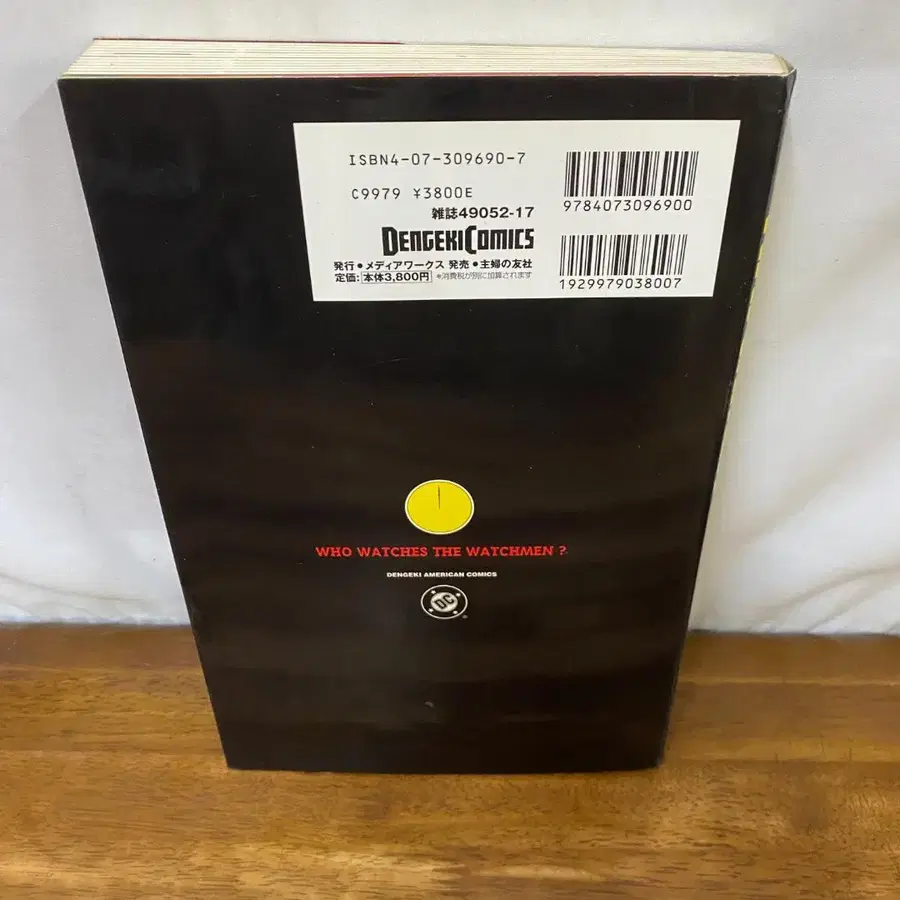 ISBN4-07-309690-7
C9979 ¥3800E
雑誌49052-17
DENGEKI COMICS
発行●メディアワークス 発売●主婦の友社
定価:本体3,800円 *消費税が別に加算されます
9784073096900
1929979038007
WHO WATCHES THE WATCHMEN ?
DENGEKI AMERICAN COMICS
DC